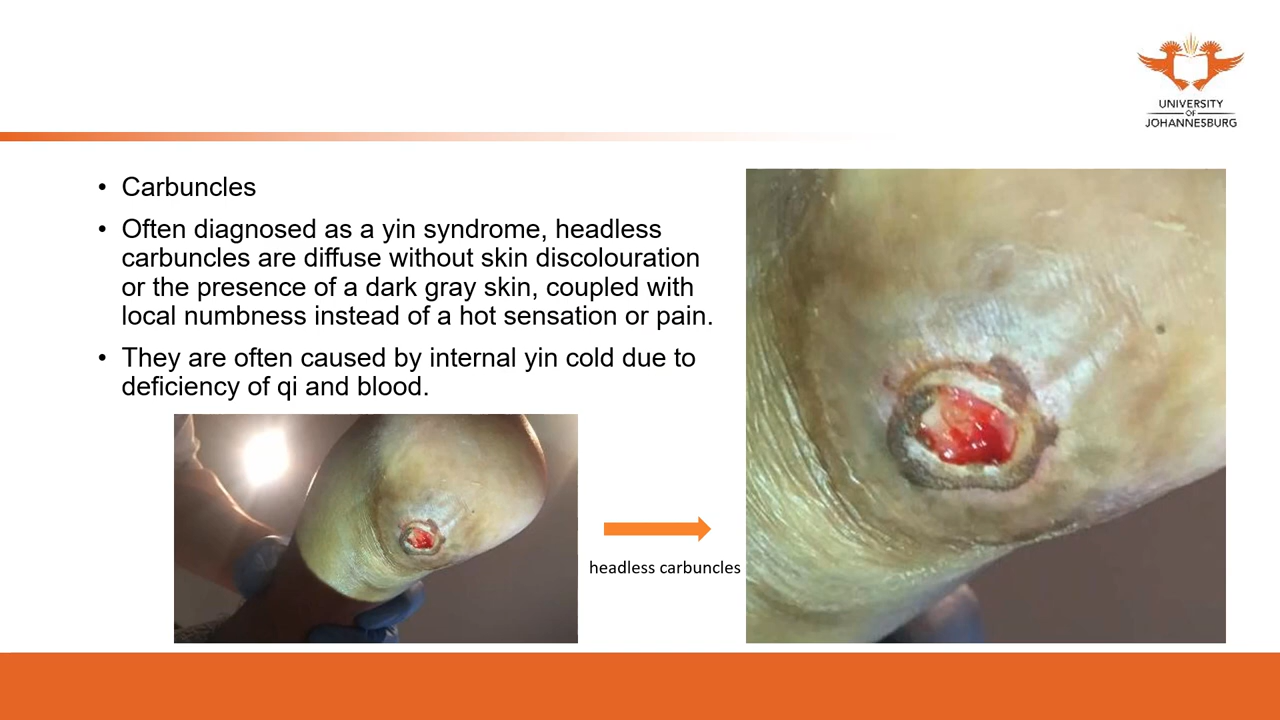 UNIVERSITY
OF
JOHANNESBURG
• Carbuncles
• Often diagnosed as a yin syndrome, headless
carbuncles are diffuse without skin discolouration
or the presence of a dark gray skin, coupled with
local numbness instead of a hot sensation or pain.
• They are often caused by internal yin cold due to
deficiency of qi and blood.
headless carbuncles